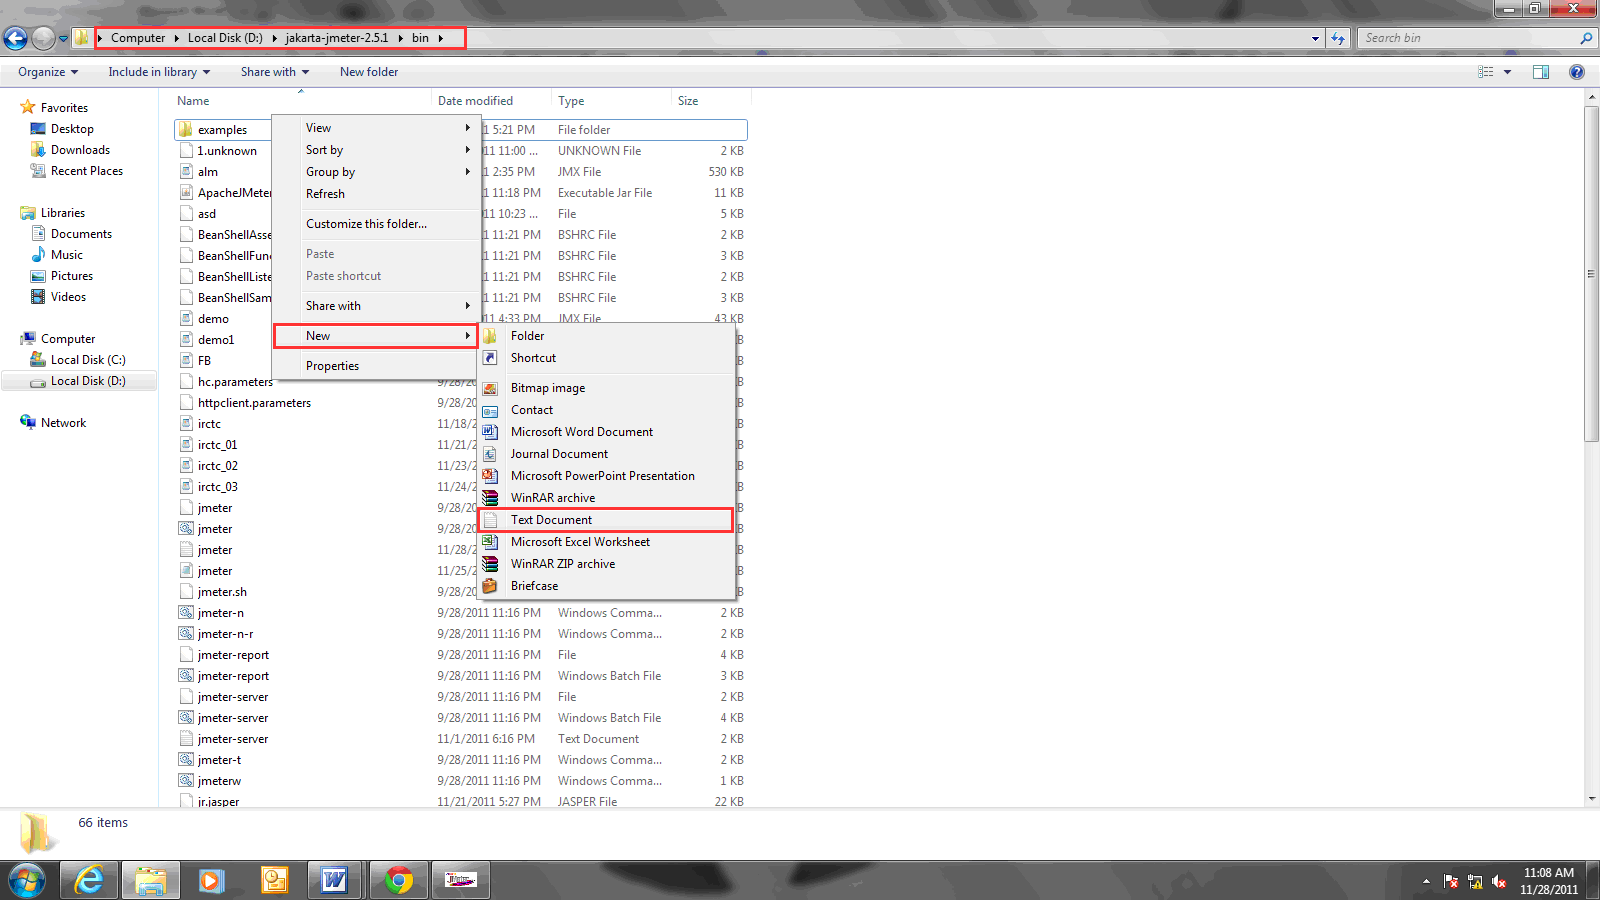 Computer Local Disk (D:) jakarta-jmeter-2.5.1 bin
Search bin
Organize Include in library Share with New folder
Name Date modified Type Size
Favorites
Desktop
Downloads
Recent Places
Libraries
Documents
Music
Pictures
Videos
Computer
Local Disk (C:)
Local Disk (D:)
Network
examples 1 5:21 PM File folder
1.unknown 11 11:00 ... UNKNOWN File 2 KB
alm 1 2:35 PM JMX File 530 KB
ApacheJMeter 11:18 PM Executable Jar File 11 KB
asd 11 10:23 ... File 5 KB
BeanShellAsse 11:21 PM BSHRC File 2 KB
BeanShellFunc 11:21 PM BSHRC File 3 KB
BeanShellListe 11:21 PM BSHRC File 2 KB
BeanShellSam 11:21 PM BSHRC File 3 KB
demo 1 4:33 PM JMX File 43 KB
demo1
FB
hc.parameters 9/28/20
httpclient.parameters 9/28/20
irctc 11/18/2
irctc_01 11/21/2
irctc_02 11/23/2
irctc_03 11/24/2
jmeter 9/28/20
jmeter 9/28/20
jmeter 11/28/2
jmeter 11/25/2
jmeter.sh 9/28/20
jmeter-n 9/28/2011 11:16 PM Windows Comma... 2 KB
jmeter-n-r 9/28/2011 11:16 PM Windows Comma... 2 KB
jmeter-report 9/28/2011 11:16 PM File 4 KB
jmeter-report 9/28/2011 11:16 PM Windows Batch File 3 KB
jmeter-server 9/28/2011 11:16 PM File 2 KB
jmeter-server 9/28/2011 11:16 PM Windows Batch File 4 KB
jmeter-server 11/1/2011 6:16 PM Text Document 2 KB
jmeter-t 9/28/2011 11:16 PM Windows Comma... 2 KB
jmeterw 9/28/2011 11:16 PM Windows Comma... 1 KB
jr.jasper 11/21/2011 5:27 PM JASPER File 22 KB
View
Sort by
Group by
Refresh
Customize this folder...
Paste
Paste shortcut
Share with
New
Properties
Folder
Shortcut
Bitmap image
Contact
Microsoft Word Document
Journal Document
Microsoft PowerPoint Presentation
WinRAR archive
Text Document
Microsoft Excel Worksheet
WinRAR ZIP archive
Briefcase
66 items
11:08 AM
11/28/2011